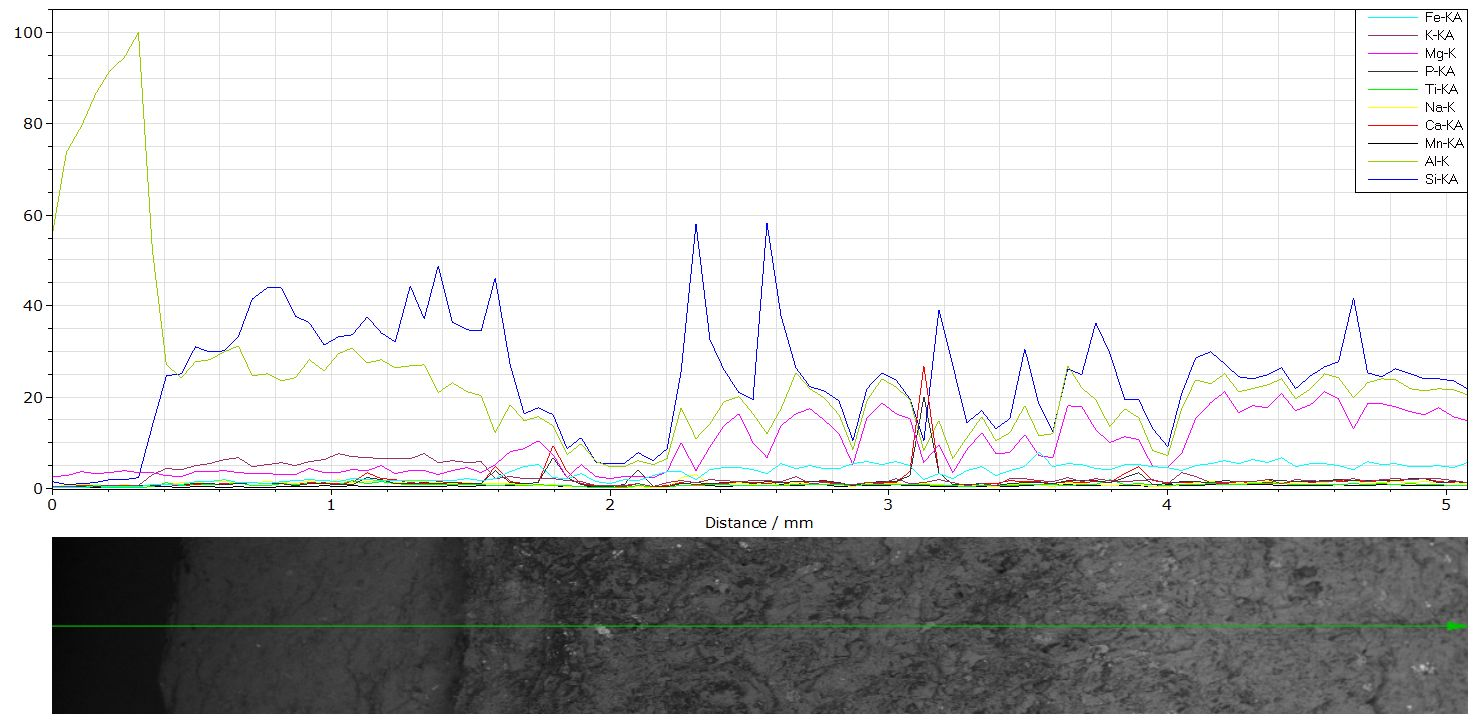 100
80
60
40
20
0
0 1 2 3 4 5
Distance / mm
Fe-KA
K-KA
Mg-K
P-KA
Ti-KA
Na-K
Ca-KA
Mn-KA
Al-K
Si-KA